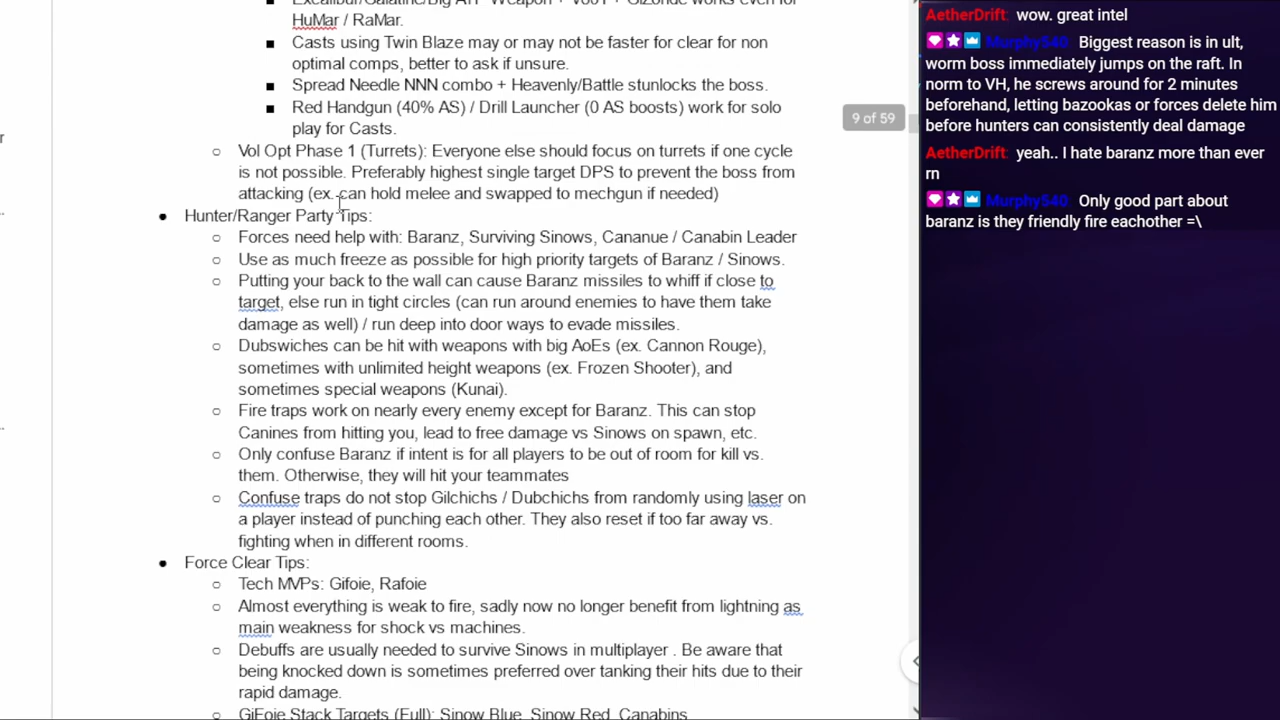 Excalibur/Galatine/Big ATP Weapon + V801 + GiZonde works even for
HuMar / RaMar.
■ Casts using Twin Blaze may or may not be faster for clear for non
optimal comps, better to ask if unsure.
■ Spread Needle NNN combo + Heavenly/Battle stunlocks the boss.
■ Red Handgun (40% AS) / Drill Launcher (0 AS boosts) work for solo
play for Casts.
○ Vol Opt Phase 1 (Turrets): Everyone else should focus on turrets if one cycle
is not possible. Preferably highest single target DPS to prevent the boss from
attacking (ex. can hold melee and swapped to mechgun if needed)
● Hunter/Ranger Party Tips:
○ Forces need help with: Baranz, Surviving Sinows, Cananue / Canabin Leader
○ Use as much freeze as possible for high priority targets of Baranz / Sinows.
○ Putting your back to the wall can cause Baranz missiles to whiff if close to
target, else run in tight circles (can run around enemies to have them take
damage as well) / run deep into door ways to evade missiles.
○ Dubswiches can be hit with weapons with big AoEs (ex. Cannon Rouge),
sometimes with unlimited height weapons (ex. Frozen Shooter), and
sometimes special weapons (Kunai).
○ Fire traps work on nearly every enemy except for Baranz. This can stop
Canines from hitting you, lead to free damage vs Sinows on spawn, etc.
○ Only confuse Baranz if intent is for all players to be out of room for kill vs.
them. Otherwise, they will hit your teammates
○ Confuse traps do not stop Gilchichs / Dubchichs from randomly using laser on
a player instead of punching each other. They also reset if too far away vs.
fighting when in different rooms.
● Force Clear Tips:
○ Tech MVPs: Gifoie, Rafoie
○ Almost everything is weak to fire, sadly now no longer benefit from lightning as
main weakness for shock vs machines.
○ Debuffs are usually needed to survive Sinows in multiplayer . Be aware that
being knocked down is sometimes preferred over tanking their hits due to their
rapid damage.
○ GiFoie Stack Targets (Full): Sinow Blue, Sinow Red, Canabins
9 of 59
AetherDrift: wow. great intel
Murphy540: Biggest reason is in ult,
worm boss immediately jumps on the raft. In
norm to VH, he screws around for 2 minutes
beforehand, letting bazookas or forces delete him
before hunters can consistently deal damage
AetherDrift: yeah.. I hate baranz more than ever
rn
Murphy540: Only good part about
baranz is they friendly fire eachother =\